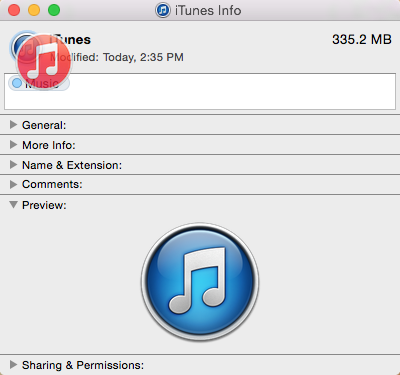 iTunes Info
iTunes 335.2 MB
Modified: Today, 2:35 PM
Music
General:
More Info:
Name & Extension:
Comments:
Preview:
Sharing & Permissions: